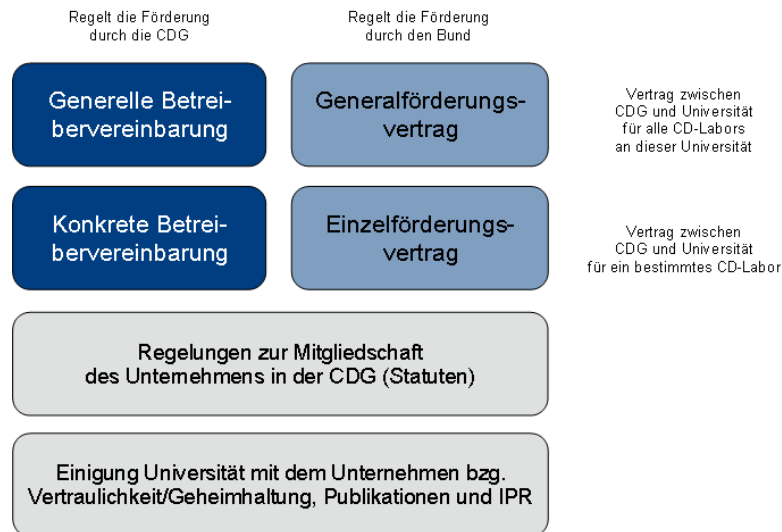 Regelt die Förderung
durch die CDG
Regelt die Förderung
durch den Bund
Generelle Betrei-
bervereinbarung
Generalförderungs-
vertrag
Vertrag zwischen
CDG und Universität
für alle CD-Labors
an dieser Universität
Konkrete Betrei-
bervereinbarung
Einzelförderungs-
vertrag
Vertrag zwischen
CDG und Universität
für ein bestimmtes CD-Labor
Regelungen zur Mitgliedschaft
des Unternehmens in der CDG (Statuten)
Einigung Universität mit dem Unternehmen bzg.
Vertraulichkeit/Geheimhaltung, Publikationen und IPR